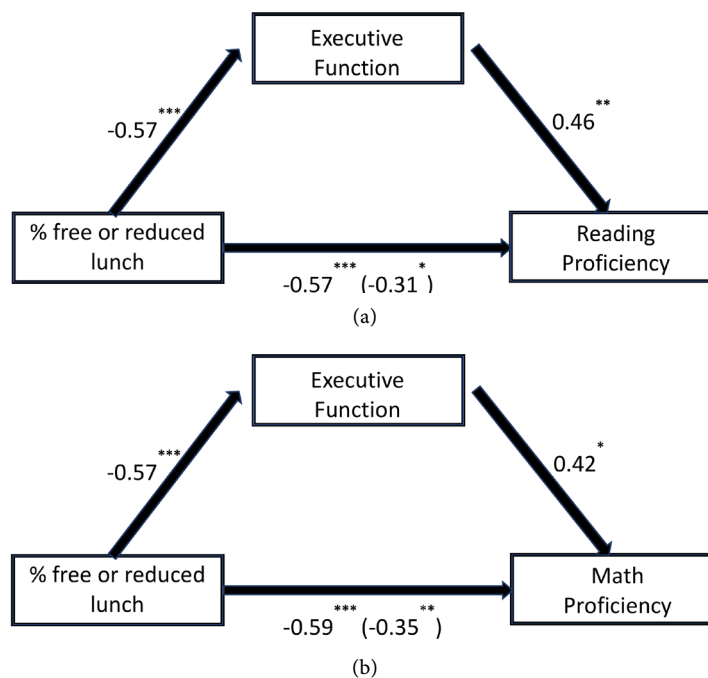 Executive
Function
-0.57***
0.46**
% free or reduced
lunch
Reading
Proficiency
-0.57***(-0.31*)
(a)
Executive
Function
-0.57***
0.42*
% free or reduced
lunch
Math
Proficiency
-0.59***(-0.35**)
(b)